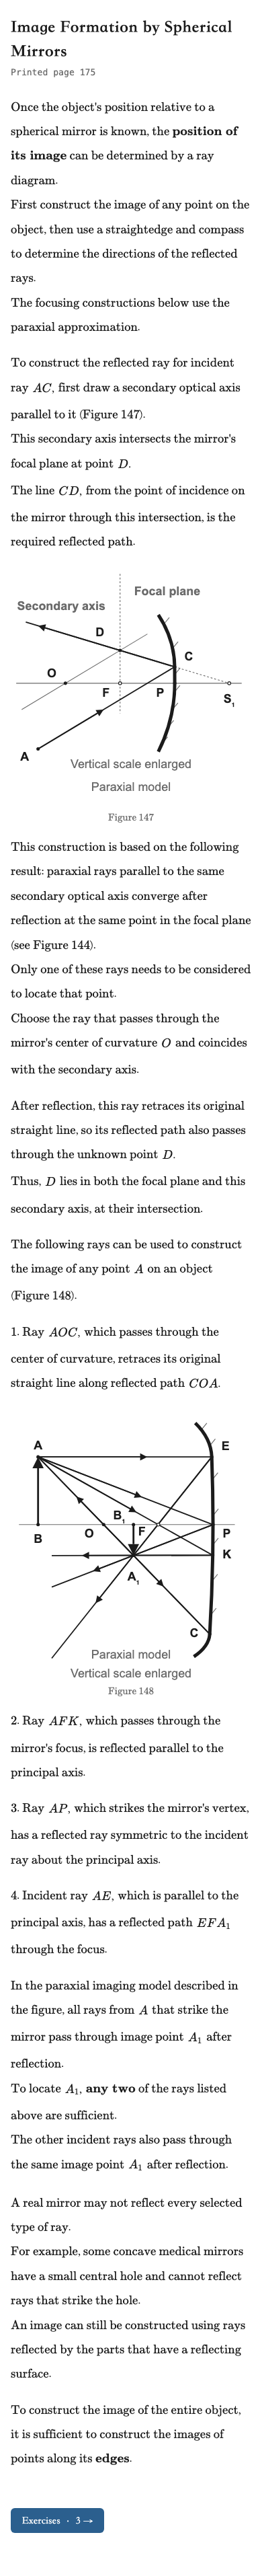 Image Formation by Spherical
Mirrors
Printed page 175
Once the object's position relative to a
spherical mirror is known, the position of
its image can be determined by a ray
diagram.
First construct the image of any point on the
object, then use a straightedge and compass
to determine the directions of the reflected
rays.
The focusing constructions below use the
paraxial approximation.
To construct the reflected ray for incident
ray AC, first draw a secondary optical axis
parallel to it (Figure 147).
This secondary axis intersects the mirror's
focal plane at point D.
The line CD, from the point of incidence on
the mirror through this intersection, is the
required reflected path.
Focal plane
Secondary axis
D
C
O
F
P
S₁
A
Vertical scale enlarged
Paraxial model
Figure 147
This construction is based on the following
result: paraxial rays parallel to the same
secondary optical axis converge after
reflection at the same point in the focal plane
(see Figure 144).
Only one of these rays needs to be considered
to locate that point.
Choose the ray that passes through the
mirror's center of curvature O and coincides
with the secondary axis.
After reflection, this ray retraces its original
straight line, so its reflected path also passes
through the unknown point D.
Thus, D lies in both the focal plane and this
secondary axis, at their intersection.
The following rays can be used to construct
the image of any point A on an object
(Figure 148).
1. Ray AOC, which passes through the
center of curvature, retraces its original
straight line along reflected path COA.
A
E
B₁
B
O
F
P
K
A₁
C
Paraxial model
Vertical scale enlarged
Figure 148
2. Ray AFK, which passes through the
mirror's focus, is reflected parallel to the
principal axis.
3. Ray AP, which strikes the mirror's vertex,
has a reflected ray symmetric to the incident
ray about the principal axis.
4. Incident ray AE, which is parallel to the
principal axis, has a reflected path EFA₁
through the focus.
In the paraxial imaging model described in
the figure, all rays from A that strike the
mirror pass through image point A₁ after
reflection.
To locate A₁, any two of the rays listed
above are sufficient.
The other incident rays also pass through
the same image point A₁ after reflection.
A real mirror may not reflect every selected
type of ray.
For example, some concave medical mirrors
have a small central hole and cannot reflect
rays that strike the hole.
An image can still be constructed using rays
reflected by the parts that have a reflecting
surface.
To construct the image of the entire object,
it is sufficient to construct the images of
points along its edges.
Exercises · 3 →